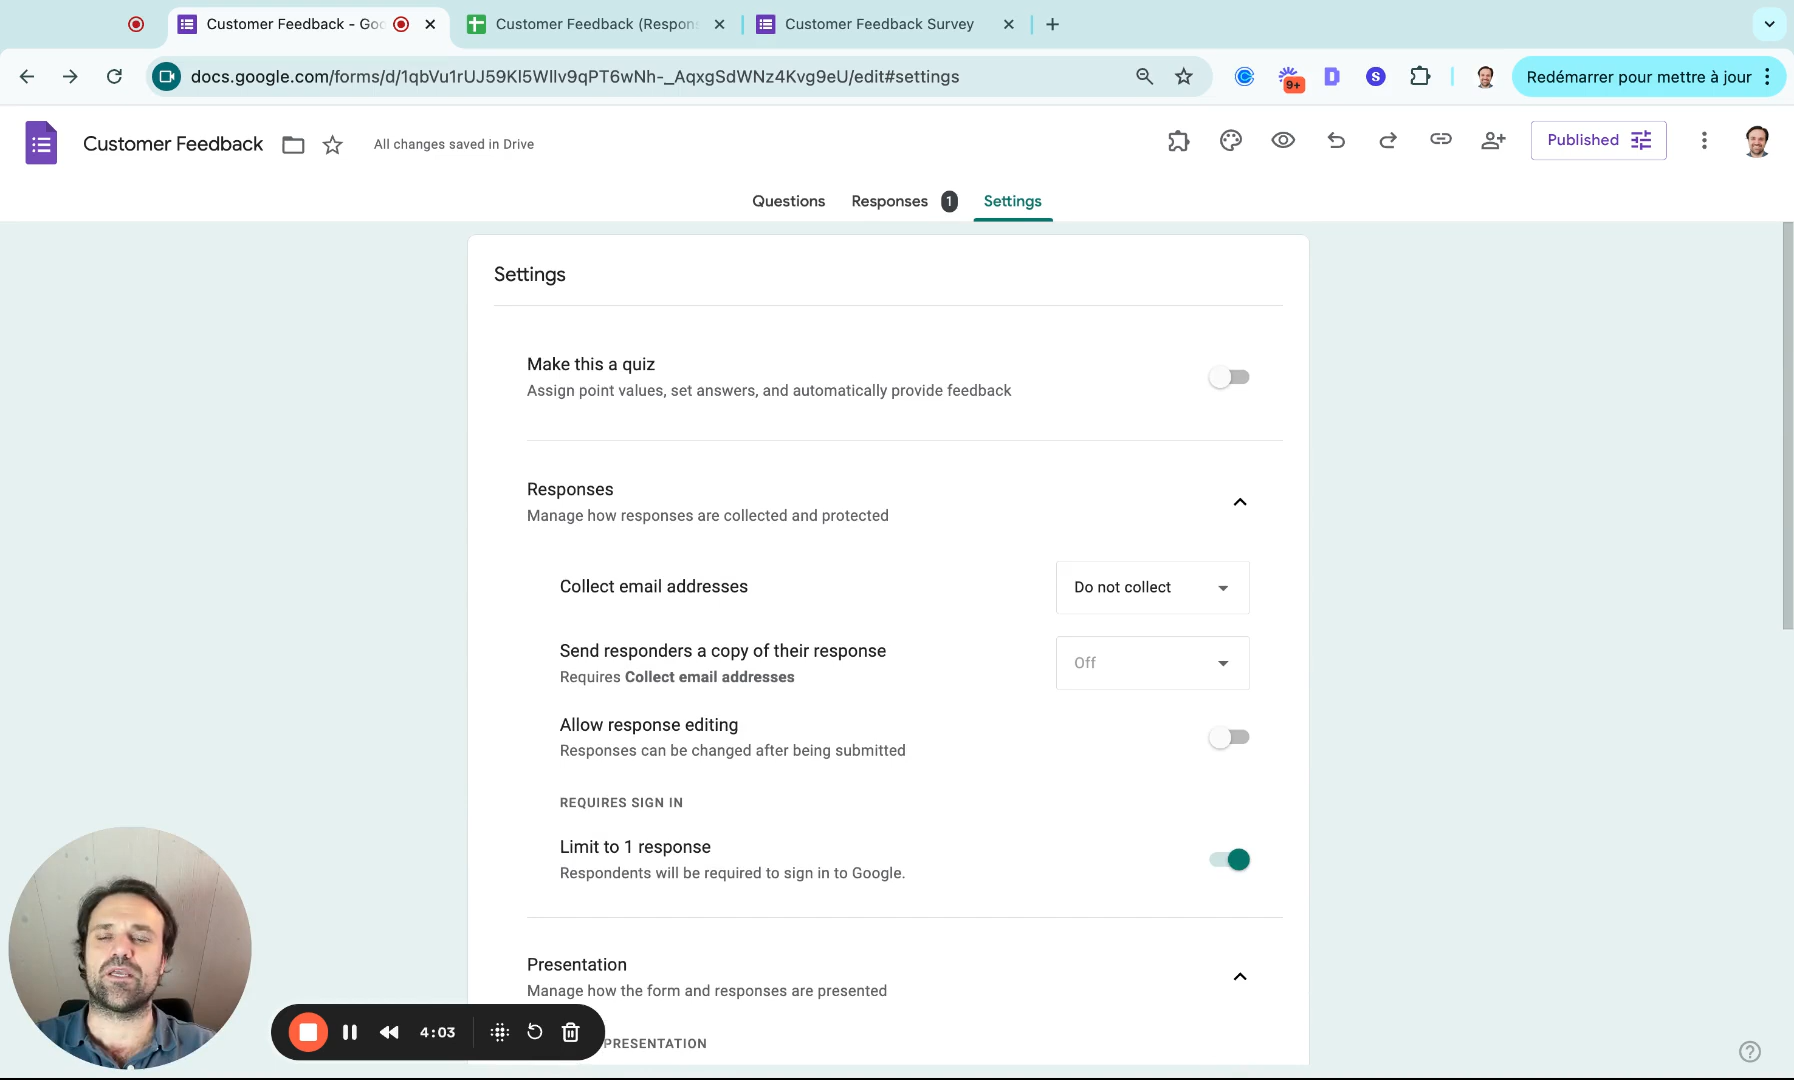 Customer Feedback - Goo
Customer Feedback (Respons
Customer Feedback Survey
docs.google.com/forms/d/1qbVu1rUJ59Kl5Wllv9qPT6wNh-_AqxgSdWNz4Kvg9eU/edit#settings
9+
D
S
Redémarrer pour mettre à jour
Customer Feedback
All changes saved in Drive
Published
Questions
Responses 1
Settings
Settings
Make this a quiz
Assign point values, set answers, and automatically provide feedback
Responses
Manage how responses are collected and protected
Collect email addresses
Do not collect
Send responders a copy of their response
Requires Collect email addresses
Off
Allow response editing
Responses can be changed after being submitted
REQUIRES SIGN IN
Limit to 1 response
Respondents will be required to sign in to Google.
Presentation
Manage how the form and responses are presented
4:03
PRESENTATION